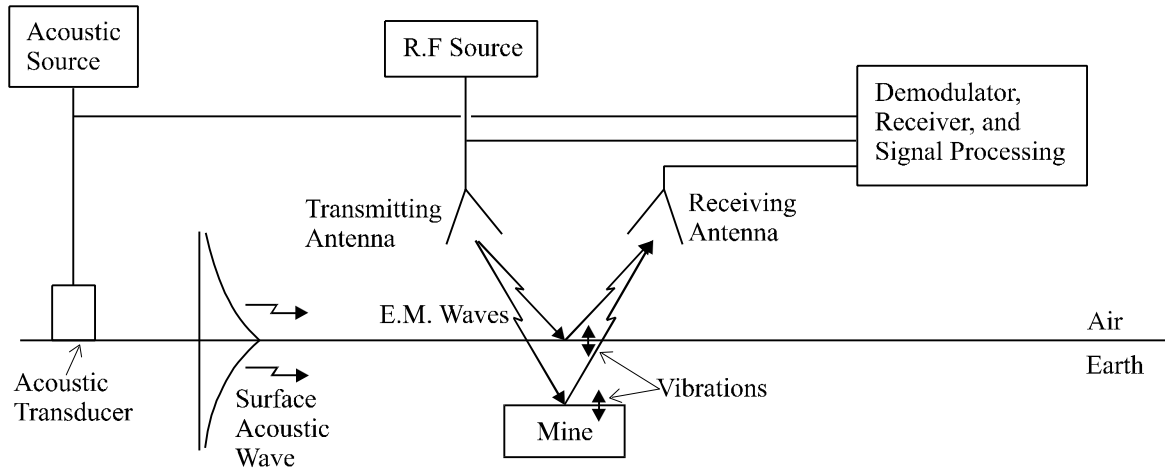 Acoustic
Source
R.F Source
Demodulator,
Receiver, and
Signal Processing
Transmitting
Antenna
Receiving
Antenna
E.M. Waves
Air
Earth
Acoustic
Transducer
Surface
Acoustic
Wave
Vibrations
Mine